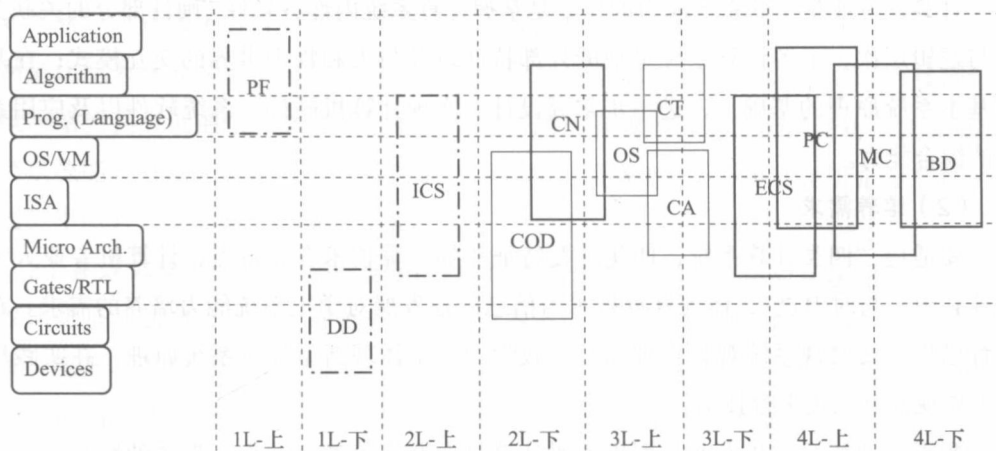 Application
Algorithm
Prog. (Language)
OS/VM
ISA
Micro Arch.
Gates/RTL
Circuits
Devices
PF
DD
ICS
COD
CN
OS
CT
CA
ECS
PC
MC
BD
1L-上 1L-下 2L-上 2L-下 3L-上 3L-下 4L-上 4L-下